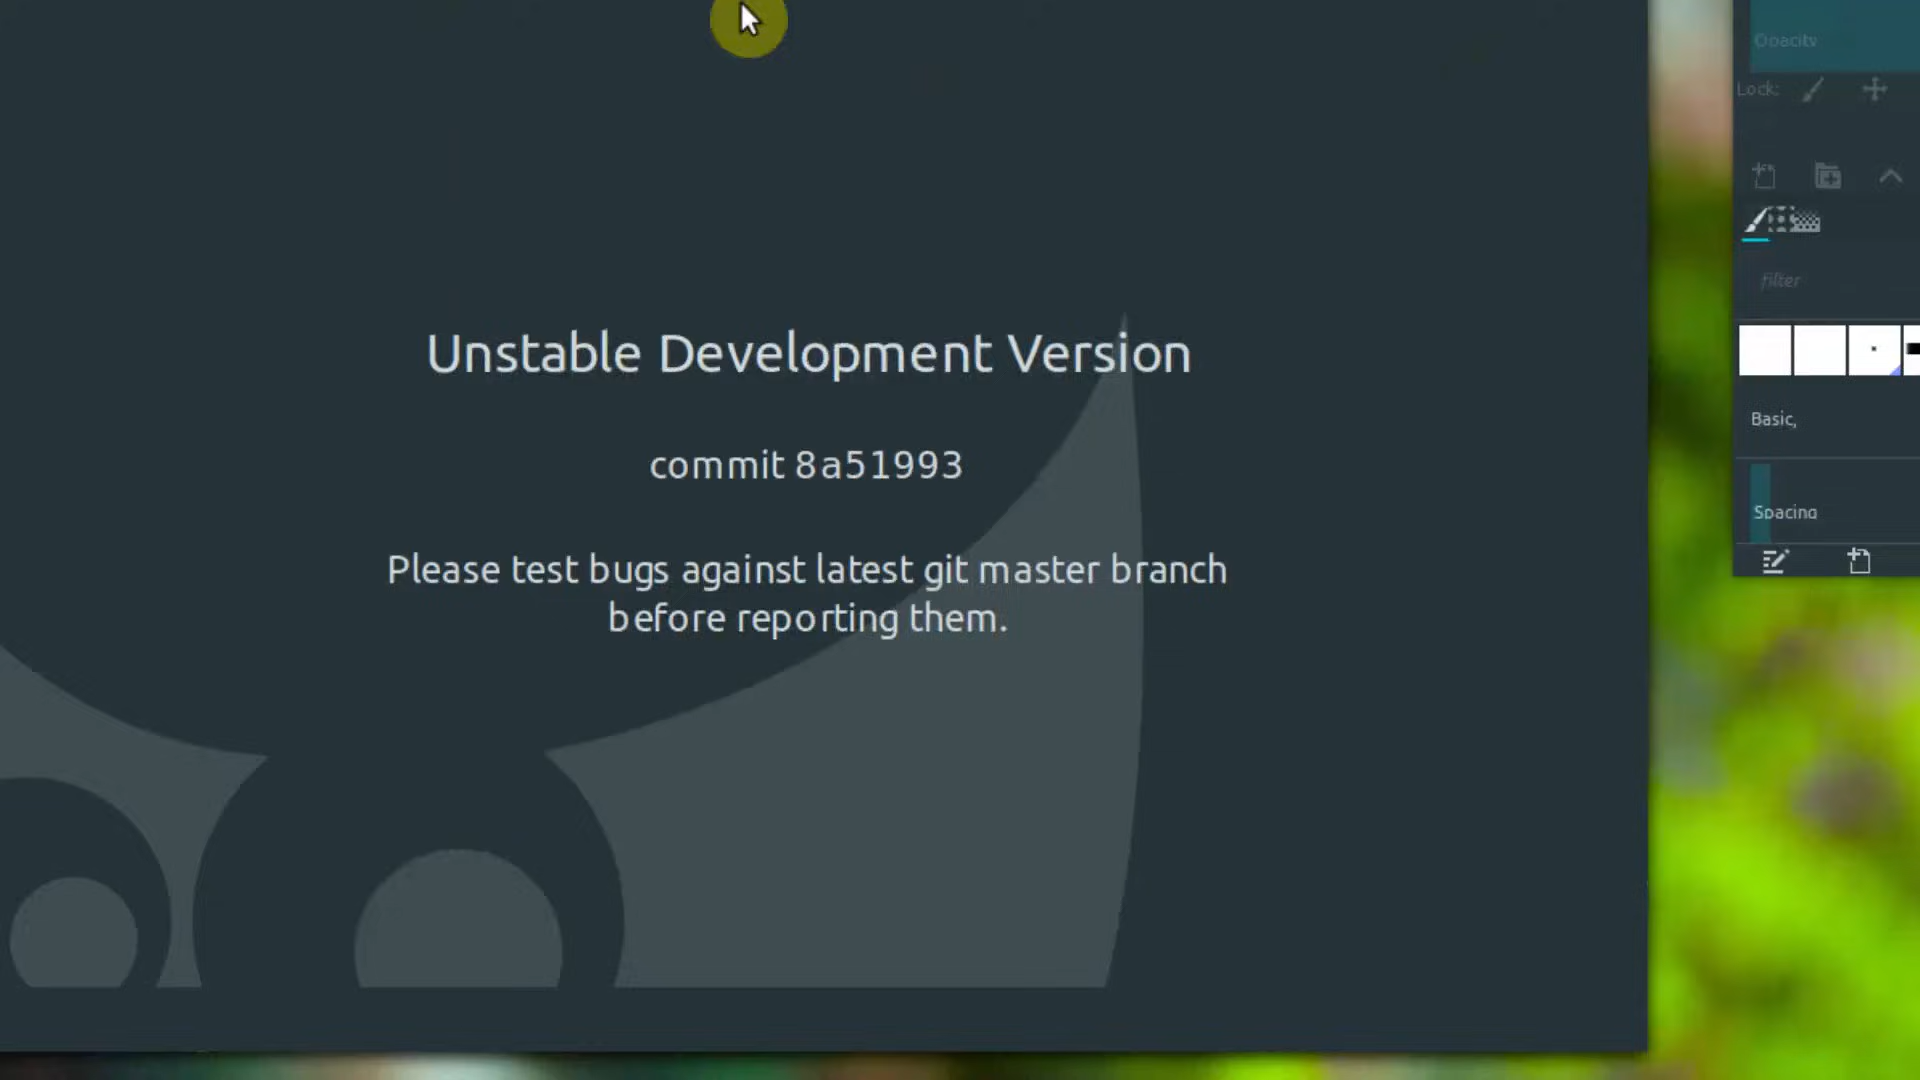 Opacity
Lock:
filter
Unstable Development Version
Basic,
commit 8a51993
Spacing
Please test bugs against latest git master branch
before reporting them.